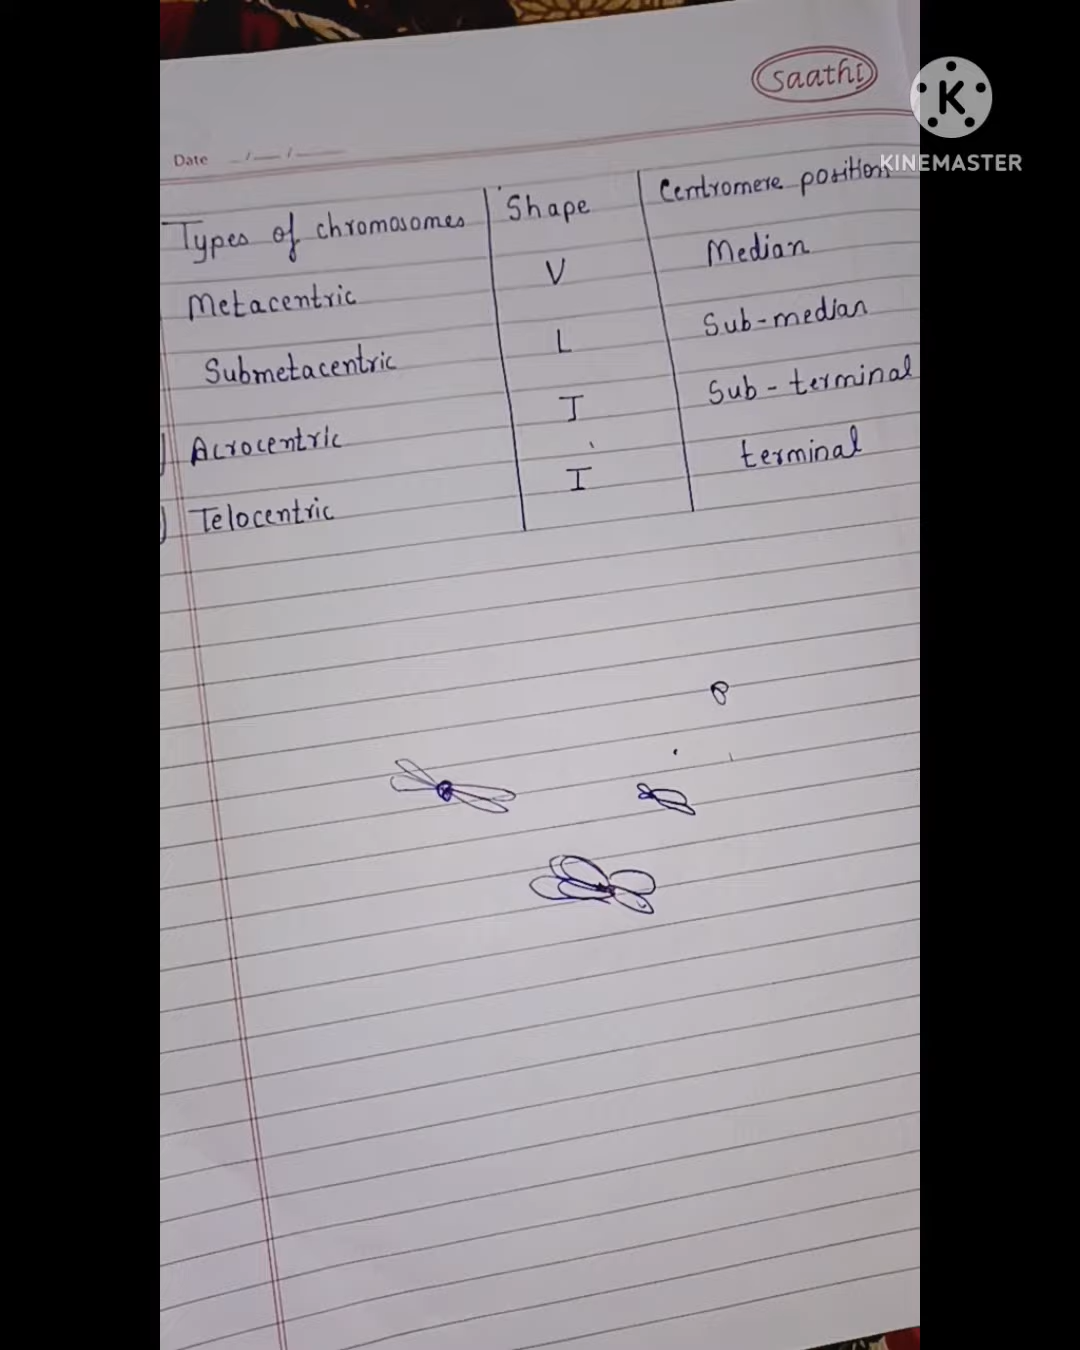 saathi
K
KINEMASTER
Date _/_/_
Types of chromosomes Shape Centromere position
Metacentric V Median
Submetacentric L Sub-median
) Acrocentric J Sub-terminal
) Telocentric I terminal